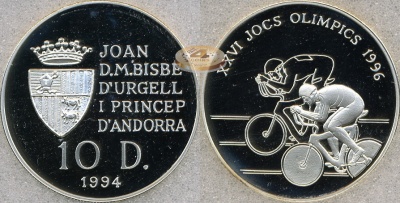 JOAN
D.M.BISBE
D'URGELL
I PRINCEP
D'ANDORRA
10 D.
1994
XXVI JOCS OLIMPICS 1996